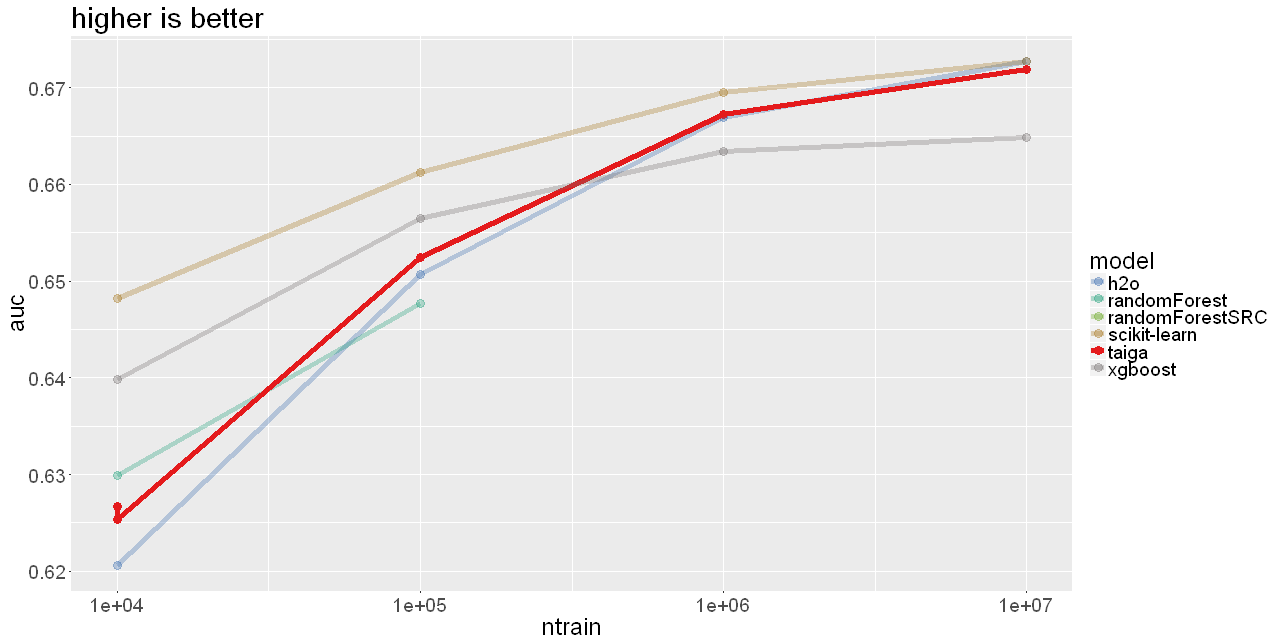 higher is better
0.67
0.66
0.65
0.64
0.63
0.62
auc
1e+04
1e+05
1e+06
1e+07
ntrain
model
h2o
randomForest
randomForestSRC
scikit-learn
taiga
xgboost